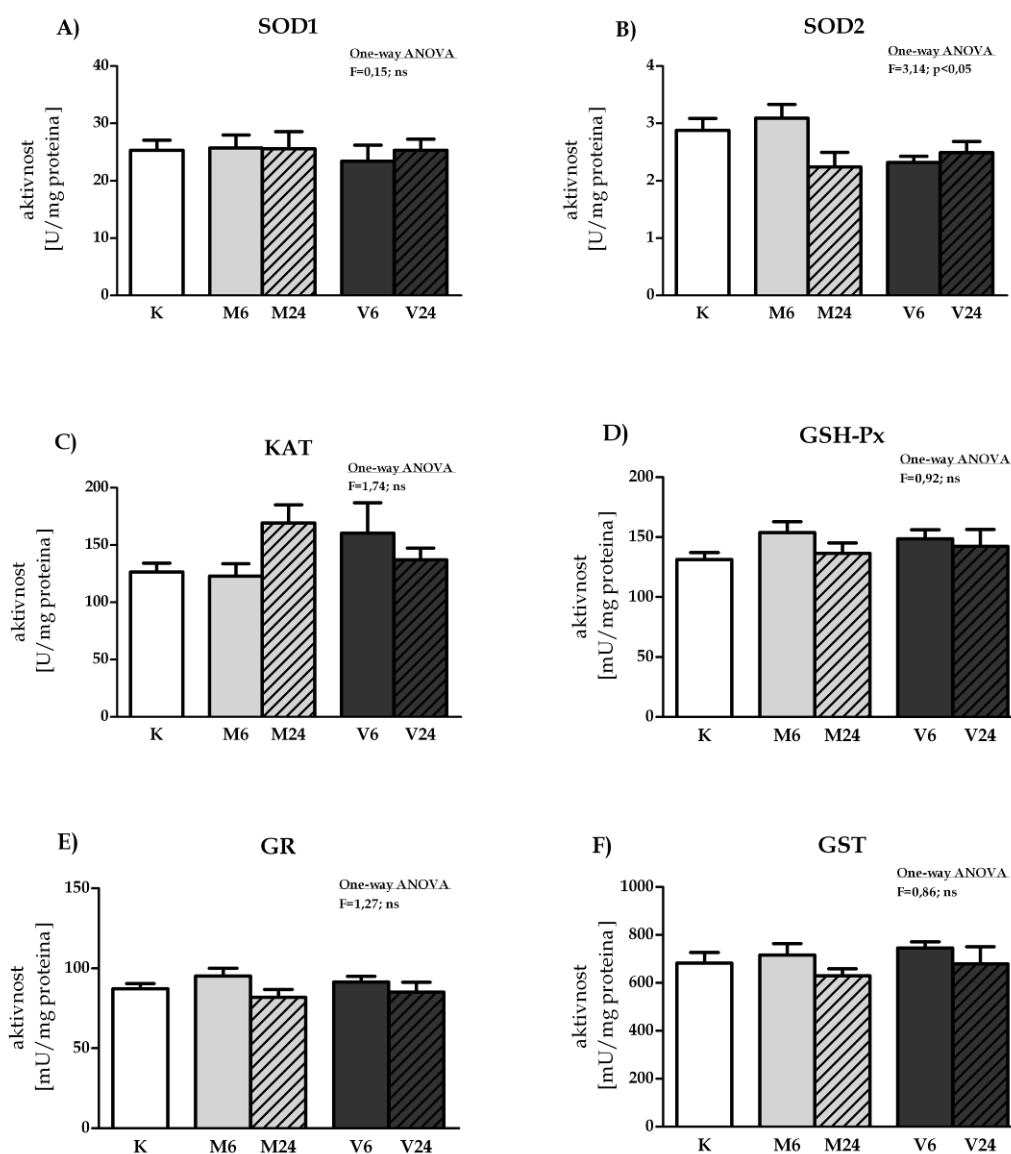 A)
SOD1
One-way ANOVA
F=0,15; ns
aktivnost
[U/mg proteina]
40
30
20
10
0
K M6 M24 V6 V24
B)
SOD2
One-way ANOVA
F=3,14; p<0,05
aktivnost
[U/mg proteina]
4
3
2
1
0
K M6 M24 V6 V24
C)
KAT
One-way ANOVA
F=1,74; ns
aktivnost
[U/mg proteina]
200
150
100
50
0
K M6 M24 V6 V24
D)
GSH-Px
One-way ANOVA
F=0,92; ns
aktivnost
[mU/mg proteina]
200
150
100
50
0
K M6 M24 V6 V24
E)
GR
One-way ANOVA
F=1,27; ns
aktivnost
[mU/mg proteina]
150
100
50
0
K M6 M24 V6 V24
F)
GST
One-way ANOVA
F=0,86; ns
aktivnost
[mU/mg proteina]
1000
800
600
400
200
0
K M6 M24 V6 V24